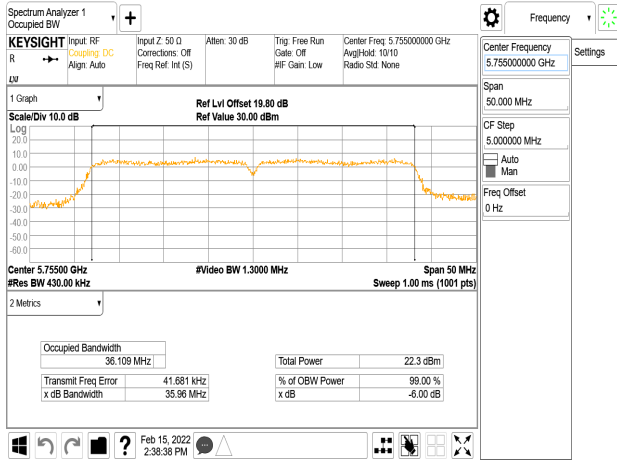 Spectrum Analyzer 1
Occupied BW
Frequency
KEYSIGHT
R
Input: RF
Coupling: DC
Align: Auto
Input Z: 50 Ω
Corrections: Off
Freq Ref: Int (S)
Atten: 30 dB
Trig: Free Run
Gate: Off
#IF Gain: Low
Center Freq: 5.755000000 GHz
Avg|Hold: 10/10
Radio Std: None
Center Frequency
5.755000000 GHz
Settings
Span
50.000 MHz
CF Step
5.000000 MHz
Auto
Man
Freq Offset
0 Hz
1 Graph
Scale/Div 10.0 dB
Ref Lvl Offset 19.80 dB
Ref Value 30.00 dBm
Log
20.0
10.0
0.00
-10.0
-20.0
-30.0
-40.0
-50.0
-60.0
Center 5.75500 GHz
#Video BW 1.3000 MHz
Span 50 MHz
#Res BW 430.00 kHz
Sweep 1.00 ms (1001 pts)
2 Metrics
Occupied Bandwidth
36.109 MHz
Total Power 22.3 dBm
Transmit Freq Error 41.681 kHz
% of OBW Power 99.00 %
x dB Bandwidth 35.96 MHz
x dB -6.00 dB
Feb 15, 2022
2:38:38 PM